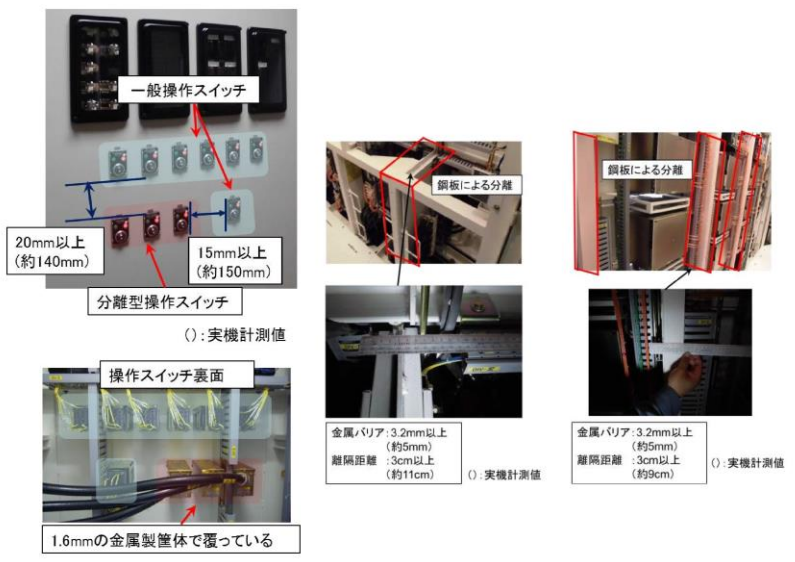 一般操作スイッチ
20mm以上
(約140mm)
15mm以上
(約150mm)
分離型操作スイッチ
():実機計測値
操作スイッチ裏面
1.6mmの金属製筐体で覆っている
鋼板による分離
金属バリア:3.2mm以上
(約5mm)
離隔距離 :3cm以上
(約11cm)
():実機計測値
鋼板による分離
金属バリア:3.2mm以上
(約5mm)
離隔距離 :3cm以上
(約9cm)
():実機計測値